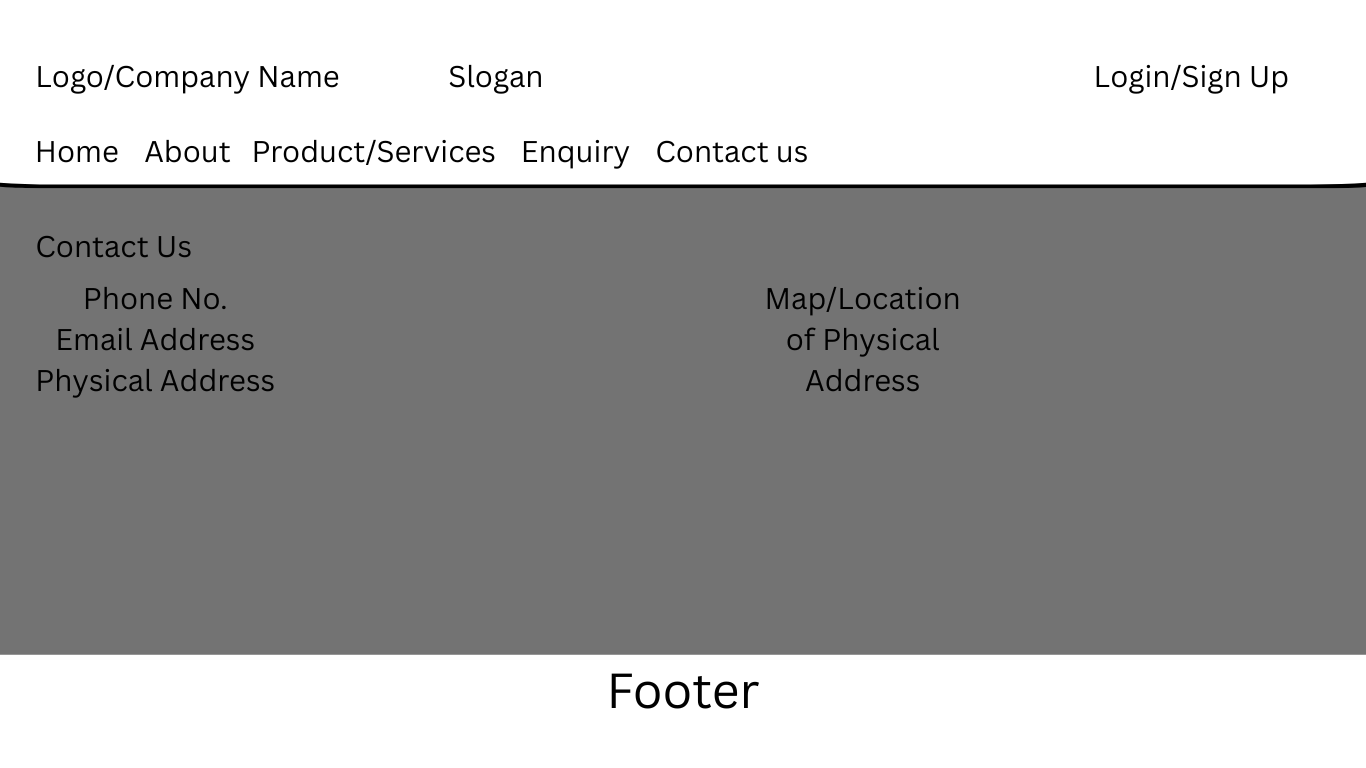 Logo/Company Name Slogan Login/Sign Up
Home About Product/Services Enquiry Contact us
Contact Us
Phone No.
Email Address
Physical Address
Map/Location
of Physical
Address
Footer